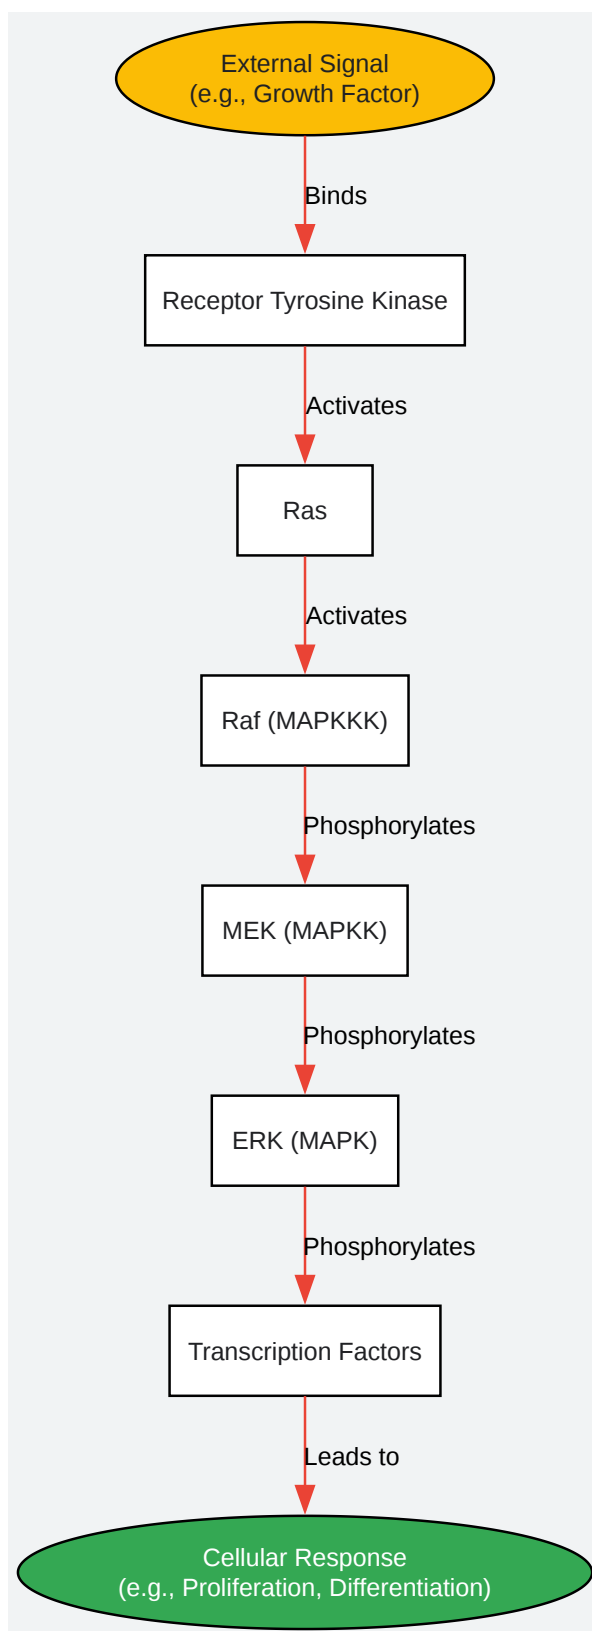 External Signal
(e.g., Growth Factor)
Binds
Receptor Tyrosine Kinase
Activates
Ras
Activates
Raf (MAPKKK)
Phosphorylates
MEK (MAPKK)
Phosphorylates
ERK (MAPK)
Phosphorylates
Transcription Factors
Leads to
Cellular Response
(e.g., Proliferation, Differentiation)